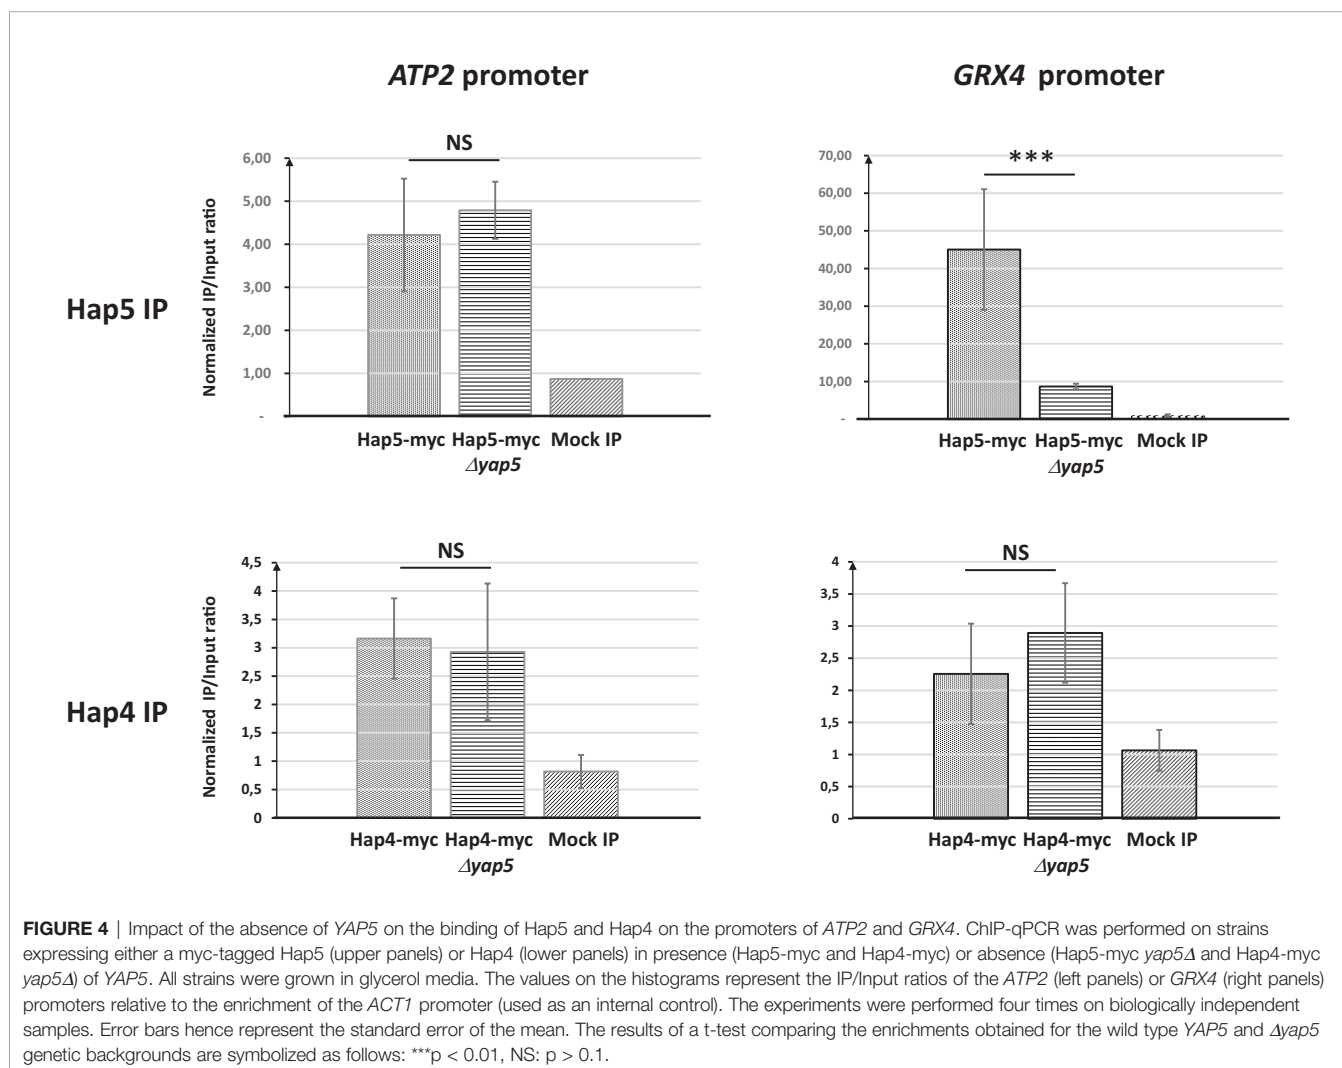 ATP2 promoter
GRX4 promoter
Hap5 IP
Normalized IP/Input ratio
NS
6,00
5,00
4,00
3,00
2,00
1,00
-
Hap5-myc
Hap5-myc
Δyap5
Mock IP
***
70,00
60,00
50,00
40,00
30,00
20,00
10,00
-
Hap5-myc
Hap5-myc
Δyap5
Mock IP
Hap4 IP
Normalized IP/Input ratio
NS
4,5
4
3,5
3
2,5
2
1,5
1
0,5
0
Hap4-myc
Hap4-myc
Δyap5
Mock IP
NS
4
3,5
3
2,5
2
1,5
1
0,5
0
Hap4-myc
Hap4-myc
Δyap5
Mock IP
FIGURE 4 | Impact of the absence of YAP5 on the binding of Hap5 and Hap4 on the promoters of ATP2 and GRX4. ChIP-qPCR was performed on strains
expressing either a myc-tagged Hap5 (upper panels) or Hap4 (lower panels) in presence (Hap5-myc and Hap4-myc) or absence (Hap5-myc yap5Δ and Hap4-myc
yap5Δ) of YAP5. All strains were grown in glycerol media. The values on the histograms represent the IP/Input ratios of the ATP2 (left panels) or GRX4 (right panels)
promoters relative to the enrichment of the ACT1 promoter (used as an internal control). The experiments were performed four times on biologically independent
samples. Error bars hence represent the standard error of the mean. The results of a t-test comparing the enrichments obtained for the wild type YAP5 and Δyap5
genetic backgrounds are symbolized as follows: ***p < 0.01, NS: p > 0.1.